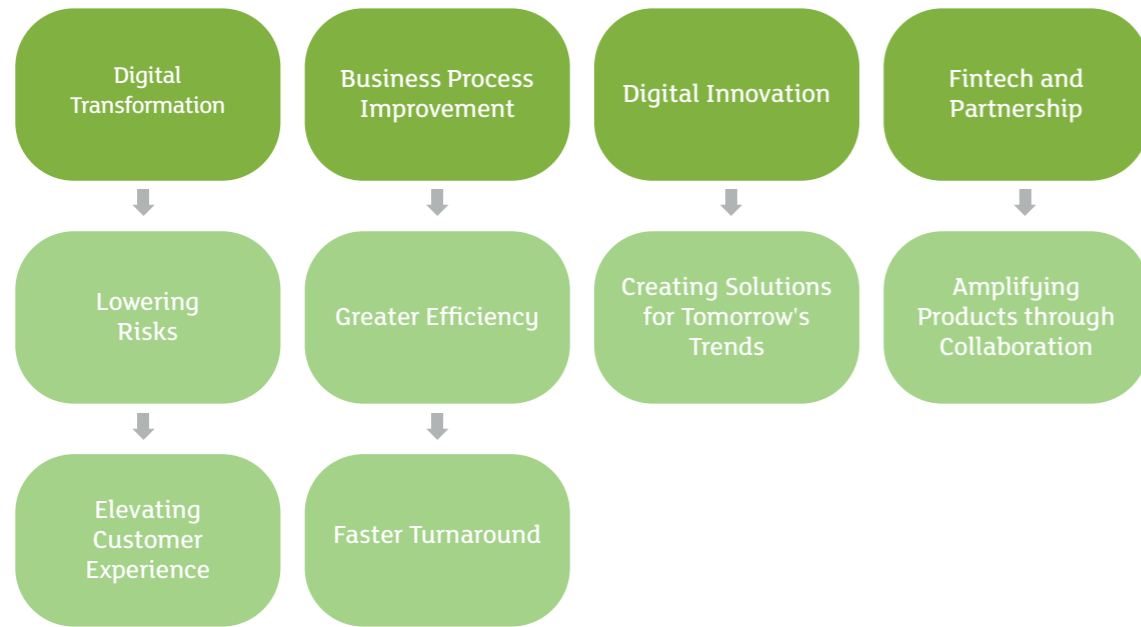 Digital
Transformation
Business Process
Improvement
Digital Innovation
Fintech and
Partnership
Lowering
Risks
Greater Efficiency
Creating Solutions
for Tomorrow's
Trends
Amplifying
Products through
Collaboration
Elevating
Customer
Experience
Faster Turnaround